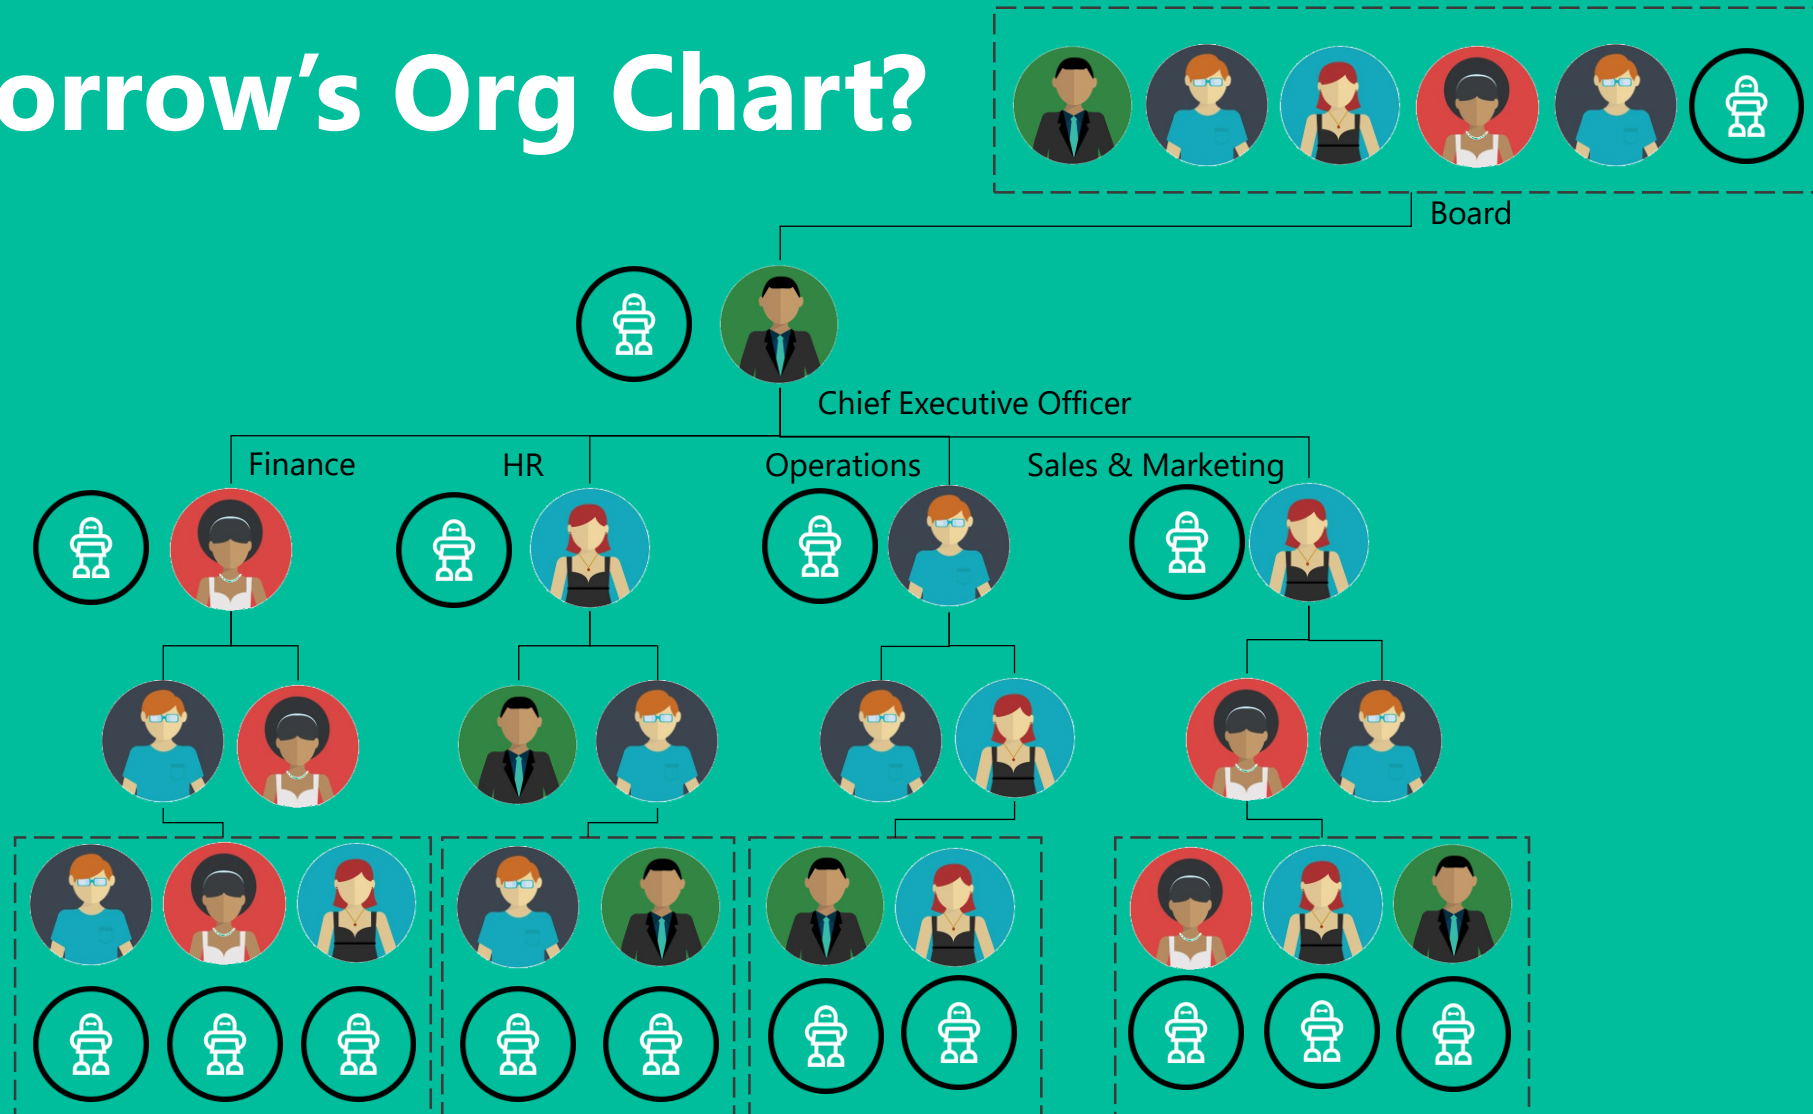 orrow's Org Chart?
Board
Chief Executive Officer
Finance
HR
Operations
Sales & Marketing